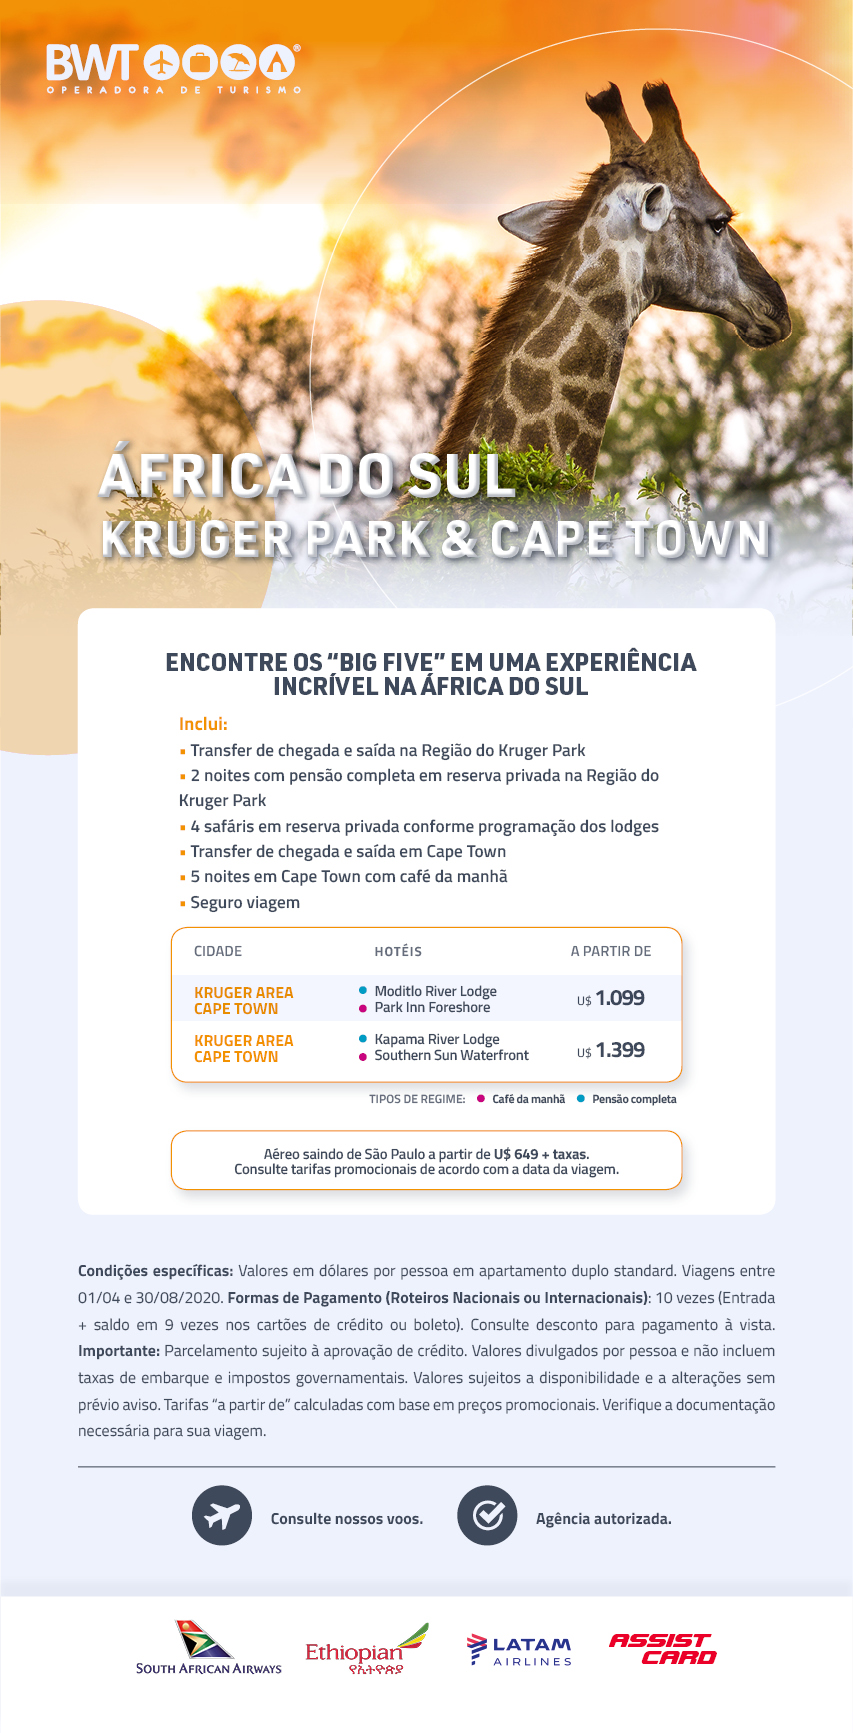 BWT ®
OPERADORA DE TURISMO
ÁFRICA DO SUL
KRUGER PARK & CAPE TOWN
ENCONTRE OS “BIG FIVE” EM UMA EXPERIÊNCIA
INCRÍVEL NA ÁFRICA DO SUL
Inclui:
▪ Transfer de chegada e saída na Região do Kruger Park
▪ 2 noites com pensão completa em reserva privada na Região do
Kruger Park
▪ 4 safáris em reserva privada conforme programação dos lodges
▪ Transfer de chegada e saída em Cape Town
▪ 5 noites em Cape Town com café da manhã
▪ Seguro viagem
CIDADE HOTÉIS A PARTIR DE
KRUGER AREA ● Moditlo River Lodge
CAPE TOWN ● Park Inn Foreshore
U$ 1.099
KRUGER AREA ● Kapama River Lodge
CAPE TOWN ● Southern Sun Waterfront
U$ 1.399
TIPOS DE REGIME: ● Café da manhã ● Pensão completa
Aéreo saindo de São Paulo a partir de U$ 649 + taxas.
Consulte tarifas promocionais de acordo com a data da viagem.
Condições específicas: Valores em dólares por pessoa em apartamento duplo standard. Viagens entre
01/04 e 30/08/2020. Formas de Pagamento (Roteiros Nacionais ou Internacionais): 10 vezes (Entrada
+ saldo em 9 vezes nos cartões de crédito ou boleto). Consulte desconto para pagamento à vista.
Importante: Parcelamento sujeito à aprovação de crédito. Valores divulgados por pessoa e não incluem
taxas de embarque e impostos governamentais. Valores sujeitos a disponibilidade e a alterações sem
prévio aviso. Tarifas “a partir de” calculadas com base em preços promocionais. Verifique a documentação
necessária para sua viagem.
Consulte nossos voos. Agência autorizada.
SOUTH AFRICAN AIRWAYS
Ethiopian
የኢትዮጵያ
LATAM
AIRLINES
ASSIST
CARD